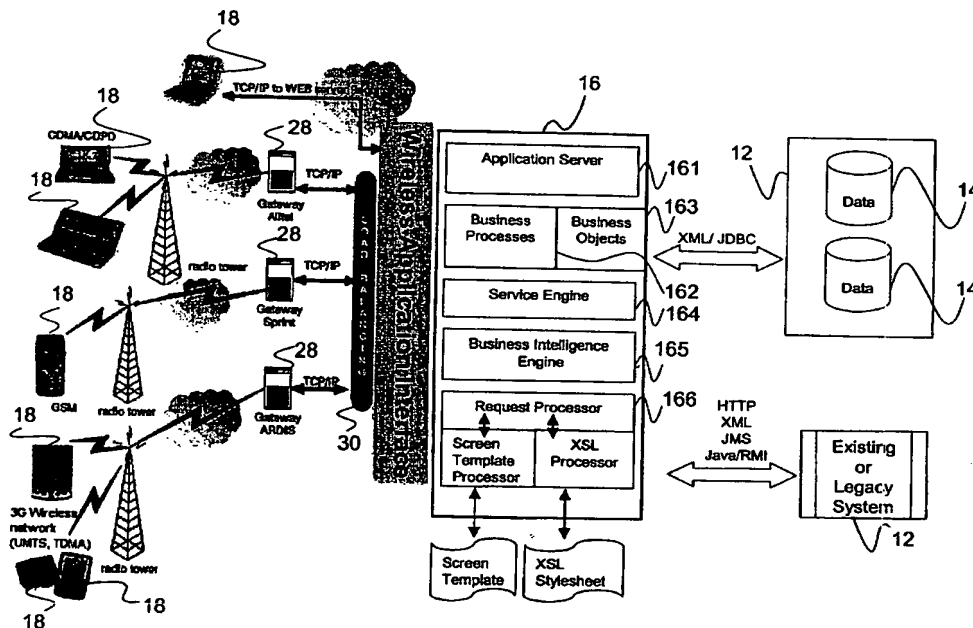 18
TCP/IP to WEB
18
CDMA/CDPD
18
28
TCP/IP
Gateway
Alltel
radio tower
28
TCP/IP
Gateway
Sprint
18
GSM
radio tower
28
TCP/IP
Gateway
ARDIS
30
18
3G Wireless
network
(UMTS, TDMA)
radio tower
18
18
LOAD BALANCING
Wireless Application Interface
16
Application Server
161
Business
Processes
Business
Objects
163
162
Service Engine
164
Business Intelligence
Engine
165
Request Processor
166
Screen
Template
Processor
XSL
Processor
Screen
Template
XSL
Stylesheet
XML/ JDBC
12
Data
14
Data
14
HTTP
XML
JMS
Java/RMI
Existing
or
Legacy
System
12